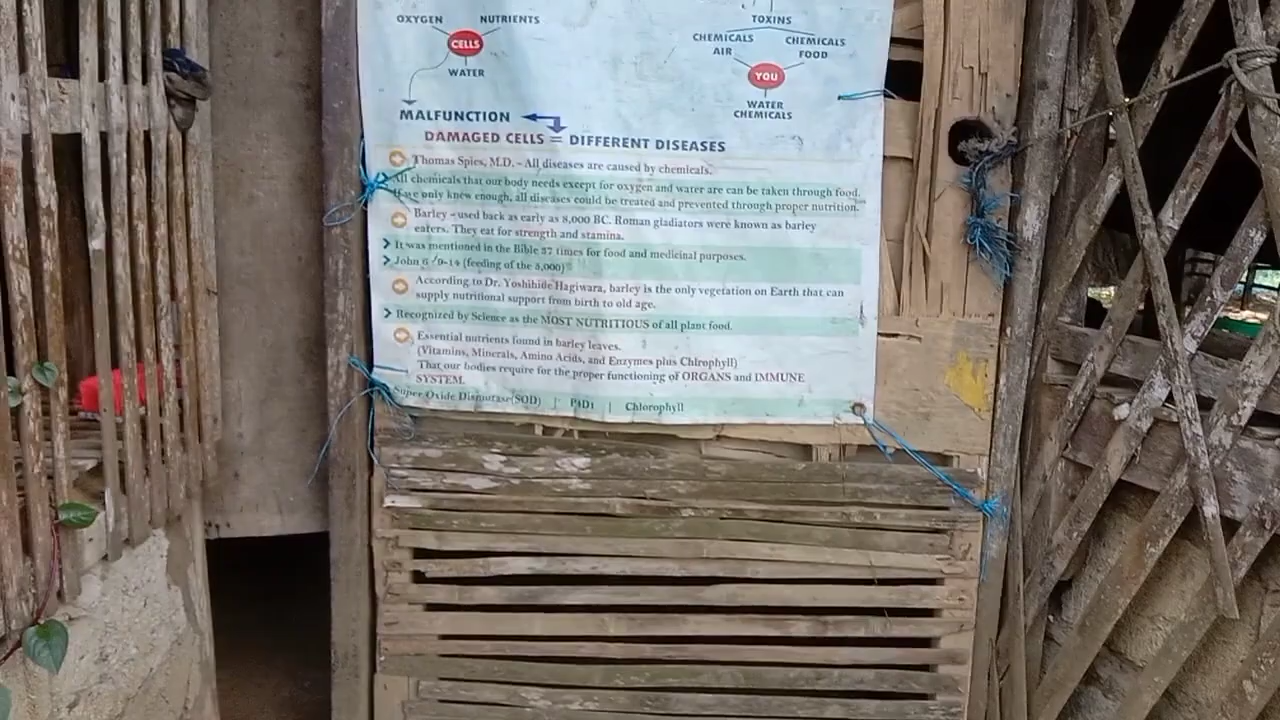 OXYGEN NUTRIENTS
CELLS
WATER
TOXINS
CHEMICALS CHEMICALS
AIR FOOD
YOU
WATER
CHEMICALS
MALFUNCTION
DAMAGED CELLS = DIFFERENT DISEASES
Thomas Spies, M.D. - All diseases are caused by chemicals.
All chemicals that our body needs except for oxygen and water are can be taken through food.
If we only knew enough, all diseases could be treated and prevented through proper nutrition.
Barley - used back as early as 8,000 BC. Roman gladiators were known as barley
eaters. They eat for strength and stamina.
It was mentioned in the Bible 37 times for food and medicinal purposes.
John 6 /9-14 (feeding of the 5,000)
According to Dr. Yoshihide Hagiwara, barley is the only vegetation on Earth that can
supply nutritional support from birth to old age.
Recognized by Science as the MOST NUTRITIOUS of all plant food.
Essential nutrients found in barley leaves.
(Vitamins, Minerals, Amino Acids, and Enzymes plus Chlrophyll)
That our bodies require for the proper functioning of ORGANS and IMMUNE
SYSTEM.
Super Oxide Dismutase(SOD) | P4D1 | Chlorophyll